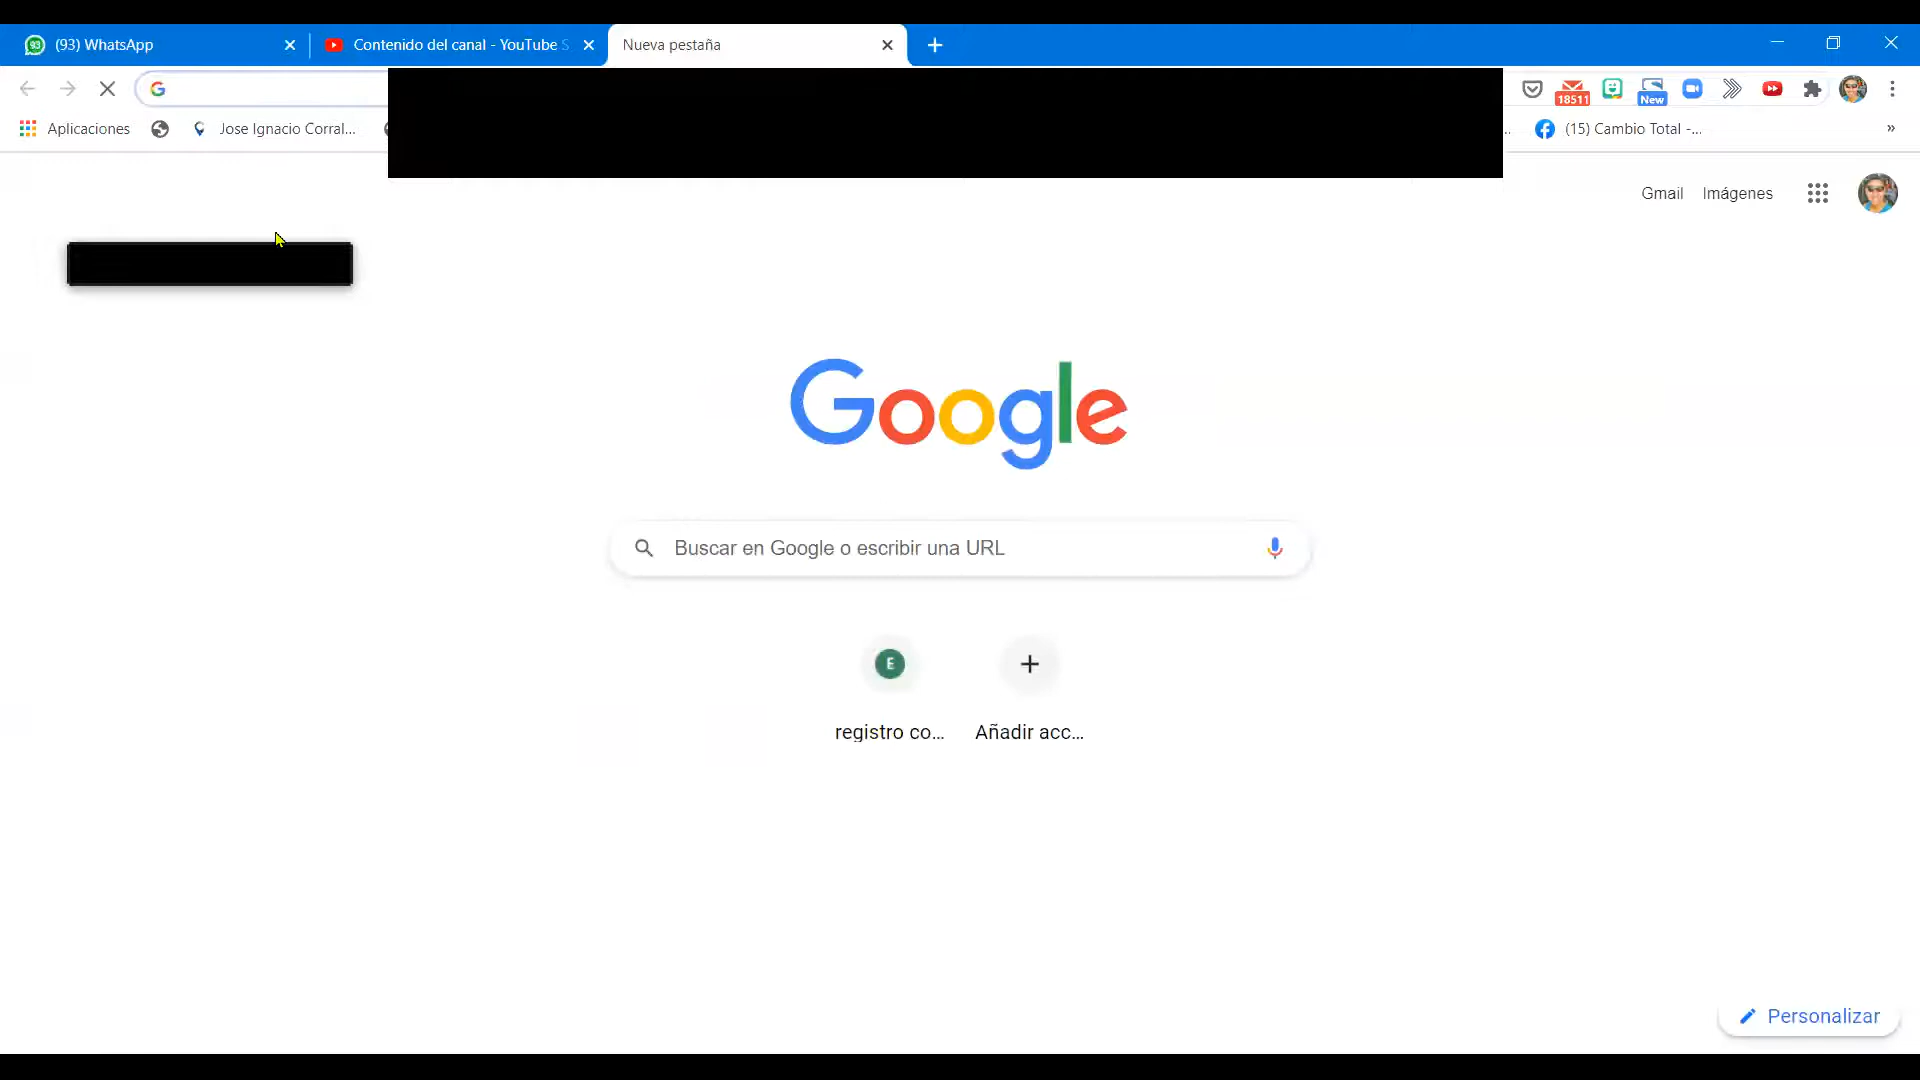 (93) WhatsApp
Contenido del canal - YouTube S
Nueva pestaña
18511
New
Aplicaciones
Jose Ignacio Corral...
(15) Cambio Total -...
Gmail
Imágenes
Google
Buscar en Google o escribir una URL
E
registro co...
Añadir acc...
Personalizar